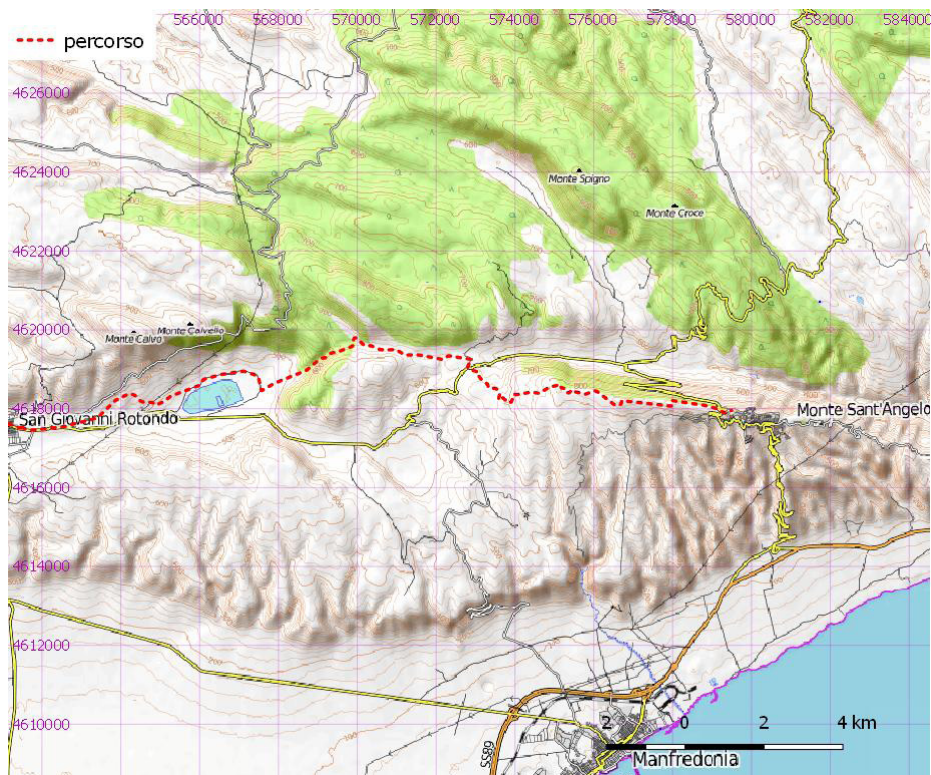 564000 566000 568000 570000 572000 574000 576000 578000 580000 582000 584000
percorso
4626000
4624000
Monte Spigno
Monte Croce
4622000
4620000
Monte Calvello
Monte Calvo
4618000
San Giovanni Rotondo
Monte Sant'Angelo
4616000
4614000
4612000
4610000
2 0 2 4 km
SS89
Manfredonia